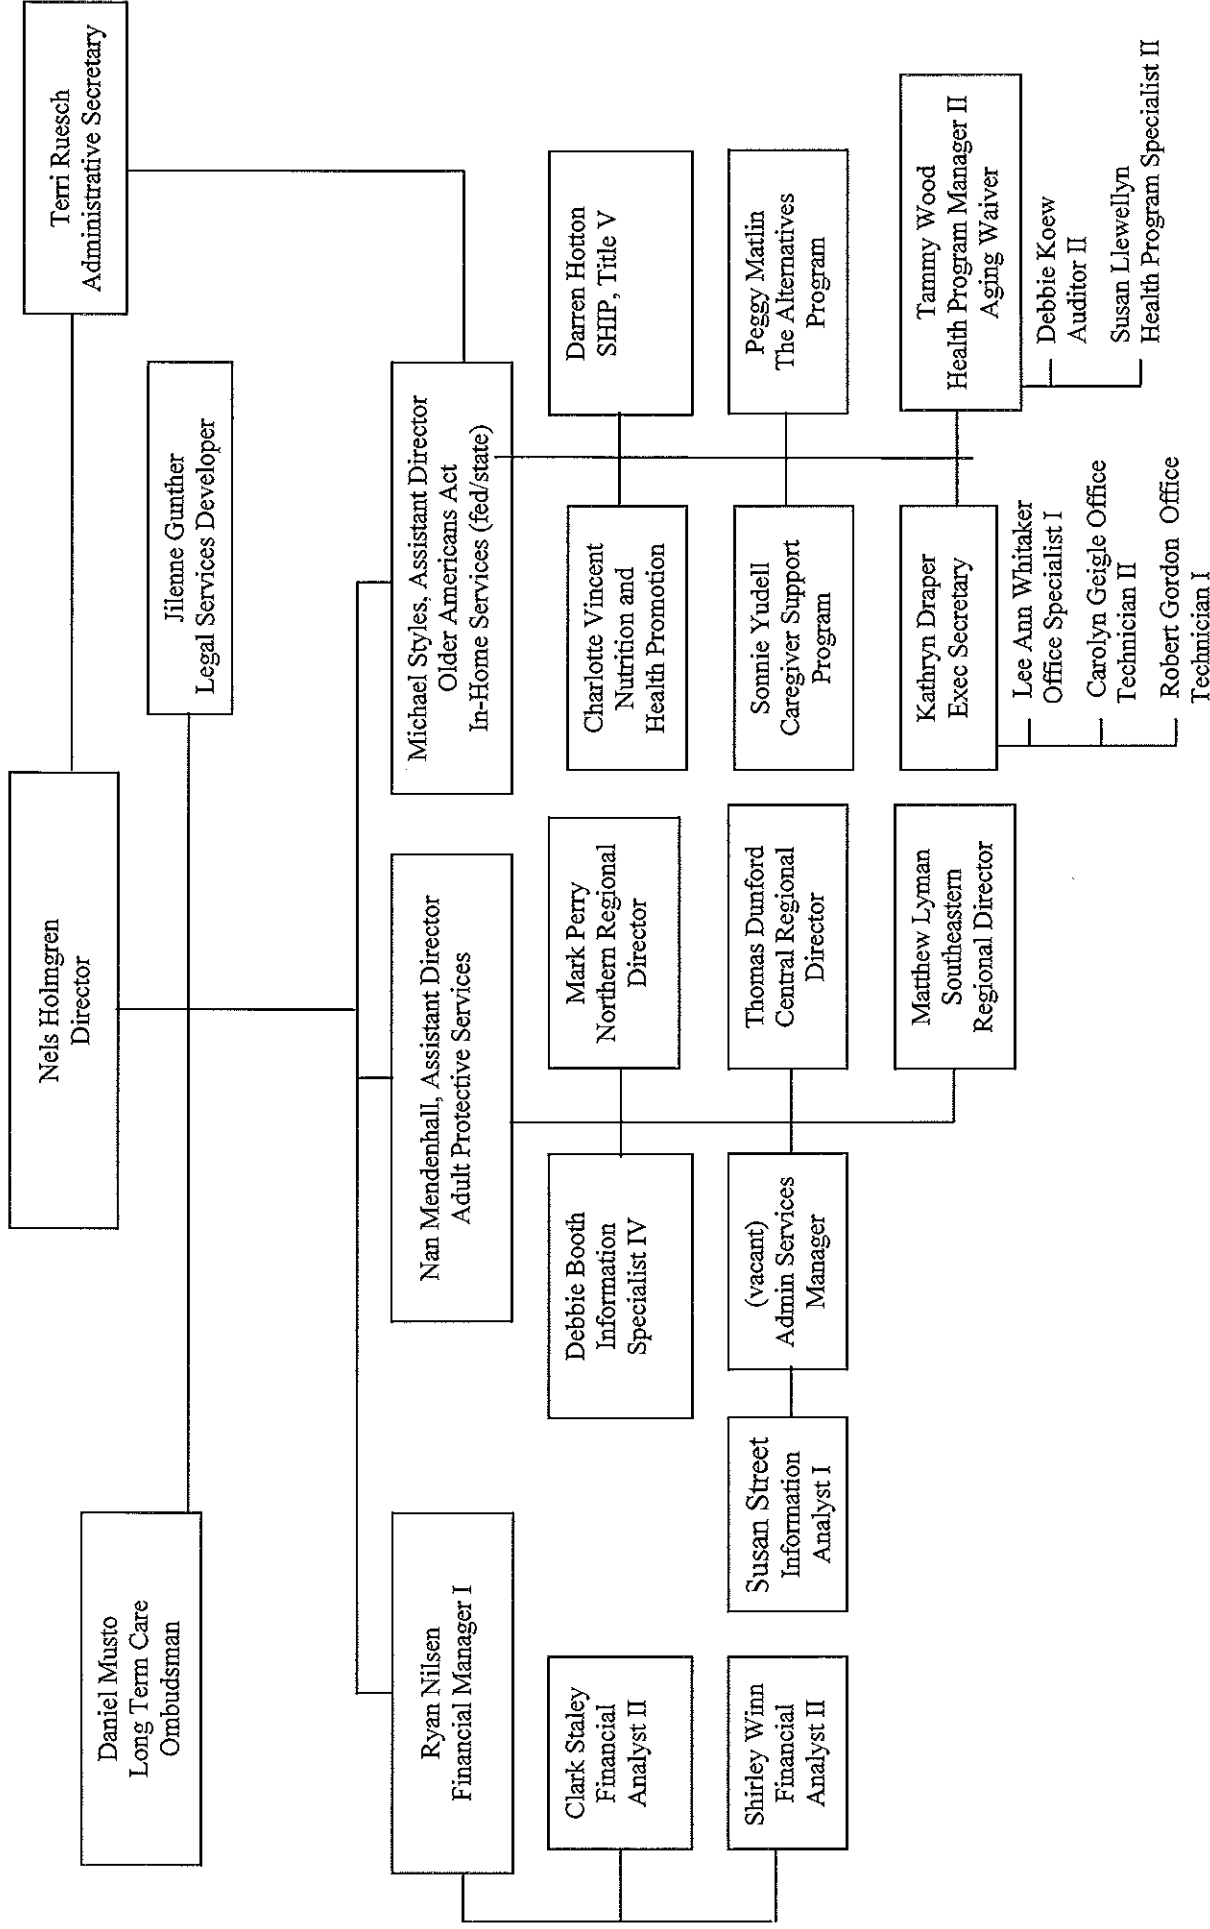 Nels Holmgren
Director
Terri Ruesch
Administrative Secretary
Daniel Musto
Long Term Care
Ombudsman
Jilenne Gunther
Legal Services Developer
Ryan Nilsen
Financial Manager I
Nan Mendenhall, Assistant Director
Adult Protective Services
Michael Styles, Assistant Director
Older Americans Act
In-Home Services (fed/state)
Clark Staley
Financial
Analyst II
Debbie Booth
Information
Specialist IV
Mark Perry
Northern Regional
Director
Charlotte Vincent
Nutrition and
Health Promotion
Darren Hotton
SHIP, Title V
Shirley Winn
Financial
Analyst II
Susan Street
Information
Analyst I
(vacant)
Admin Services
Manager
Thomas Dunford
Central Regional
Director
Sonnie Yudell
Caregiver Support
Program
Peggy Matlin
The Alternatives
Program
Matthew Lyman
Southeastern
Regional Director
Kathryn Draper
Exec Secretary
Lee Ann Whitaker
Office Specialist I
Carolyn Geigle Office
Technician II
Robert Gordon Office
Technician I
Tammy Wood
Health Program Manager II
Aging Waiver
Debbie Koew
Auditor II
Susan Llewellyn
Health Program Specialist II